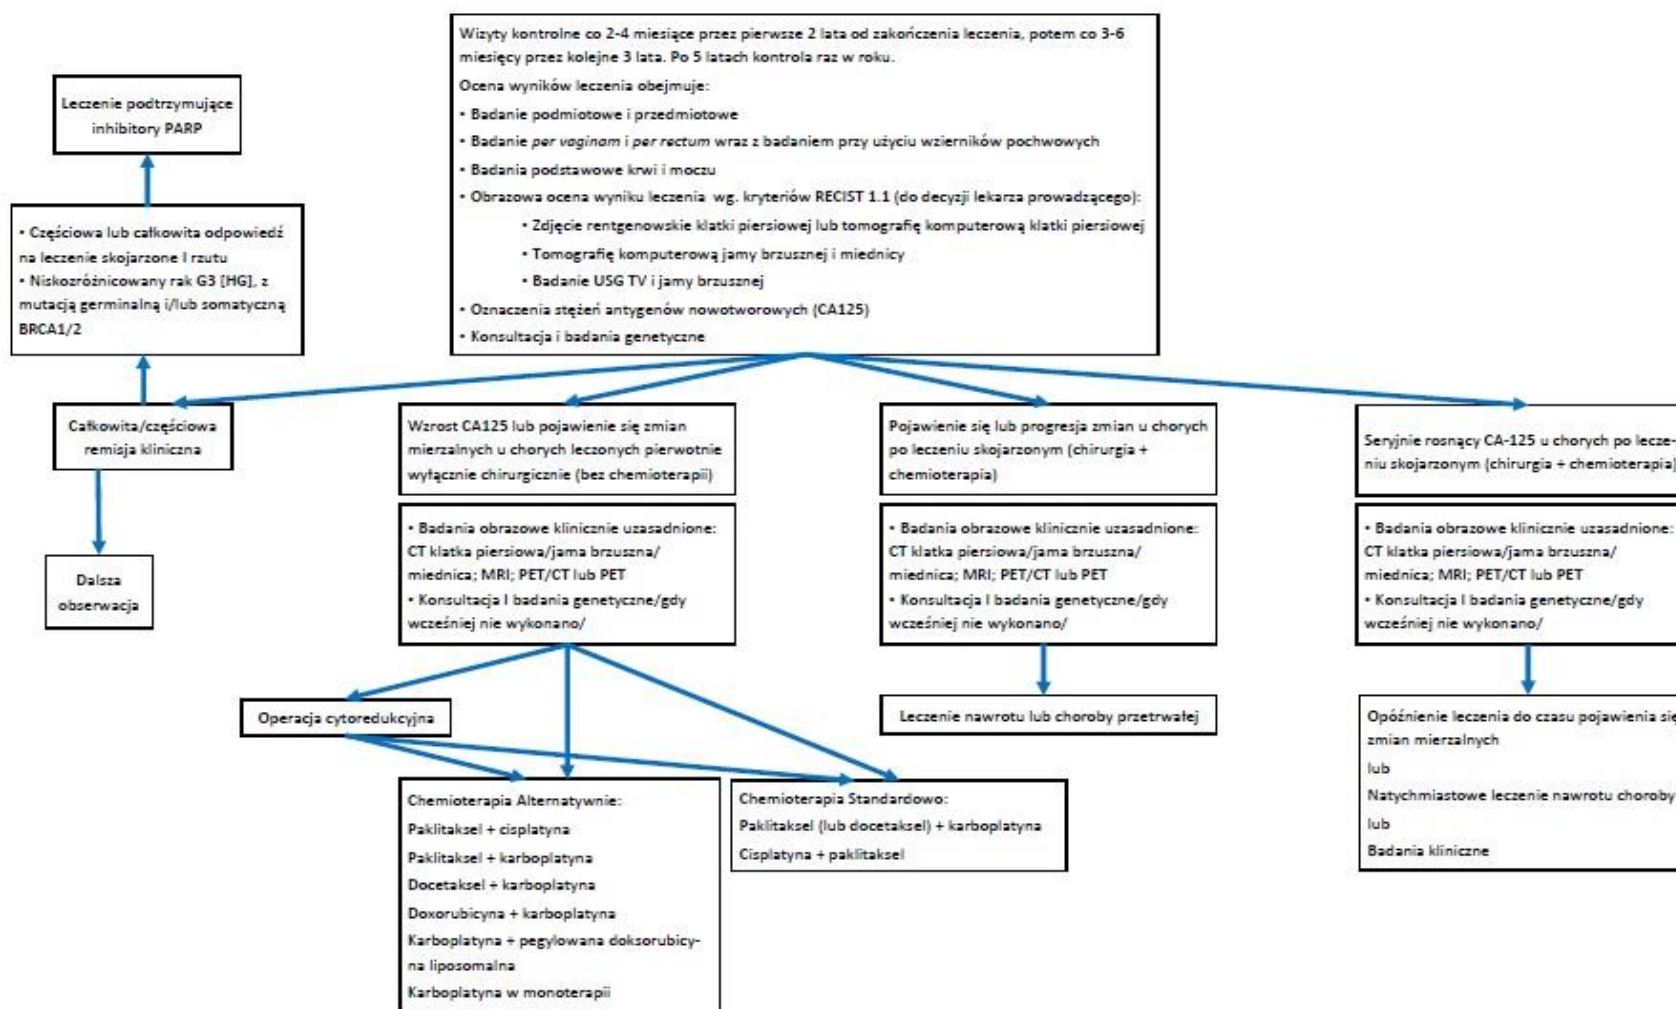 Wizyty kontrolne co 2-4 miesiące przez pierwsze 2 lata od zakończenia leczenia, potem co 3-6
miesięcy przez kolejne 3 lata. Po 5 latach kontrola raz w roku.
Ocena wyników leczenia obejmuje:
• Badanie podmiotowe i przedmiotowe
• Badanie per vaginam i per rectum wraz z badaniem przy użyciu wzierników pochwowych
• Badania podstawowe krwi i moczu
• Obrazowa ocena wyniku leczenia wg. kryteriów RECIST 1.1 (do decyzji lekarza prowadzącego):
• Zdjęcie rentgenowskie klatki piersiowej lub tomografię komputerową klatki piersiowej
• Tomografię komputerową jamy brzusznej i miednicy
• Badanie USG TV i jamy brzusznej
• Oznaczenia stężeń antygenów nowotworowych (CA125)
• Konsultacja i badania genetyczne
Leczenie podtrzymujące
inhibitory PARP
• Częściowa lub całkowita odpowiedź
na leczenie skojarzone I rzutu
• Niskozróżnicowany rak G3 [HG], z
mutacją germinalną i/lub somatyczną
BRCA1/2
Całkowita/częściowa
remisja kliniczna
Dalsza
obserwacja
Wzrost CA125 lub pojawienie się zmian
mierzalnych u chorych leczonych pierwotnie
wyłącznie chirurgicznie (bez chemioterapii)
• Badania obrazowe klinicznie uzasadnione:
CT klatka piersiowa/jama brzuszna/
miednica; MRI; PET/CT lub PET
• Konsultacja I badania genetyczne/gdy
wcześniej nie wykonano/
Operacja cytoredukcyjna
Chemioterapia Alternatywnie:
Paklitaksel + cisplatyna
Paklitaksel + karboplatyna
Docetaksel + karboplatyna
Doxorubicyna + karboplatyna
Karboplatyna + pegylowana doksorubicy-
na liposomalna
Karboplatyna w monoterapii
Chemioterapia Standardowo:
Paklitaksel (lub docetaksel) + karboplatyna
Cisplatyna + paklitaksel
Pojawienie się lub progresja zmian u chorych
po leczeniu skojarzonym (chirurgia +
chemioterapia)
• Badania obrazowe klinicznie uzasadnione:
CT klatka piersiowa/jama brzuszna/
miednica; MRI; PET/CT lub PET
• Konsultacja I badania genetyczne/gdy
wcześniej nie wykonano/
Leczenie nawrotu lub choroby przetrwałej
Seryjnie rosnący CA-125 u chorych po lecze-
niu skojarzonym (chirurgia + chemioterapia)
• Badania obrazowe klinicznie uzasadnione:
CT klatka piersiowa/jama brzuszna/
miednica; MRI; PET/CT lub PET
• Konsultacja I badania genetyczne/gdy
wcześniej nie wykonano/
Opóźnienie leczenia do czasu pojawienia się
zmian mierzalnych
lub
Natychmiastowe leczenie nawrotu choroby
lub
Badania kliniczne